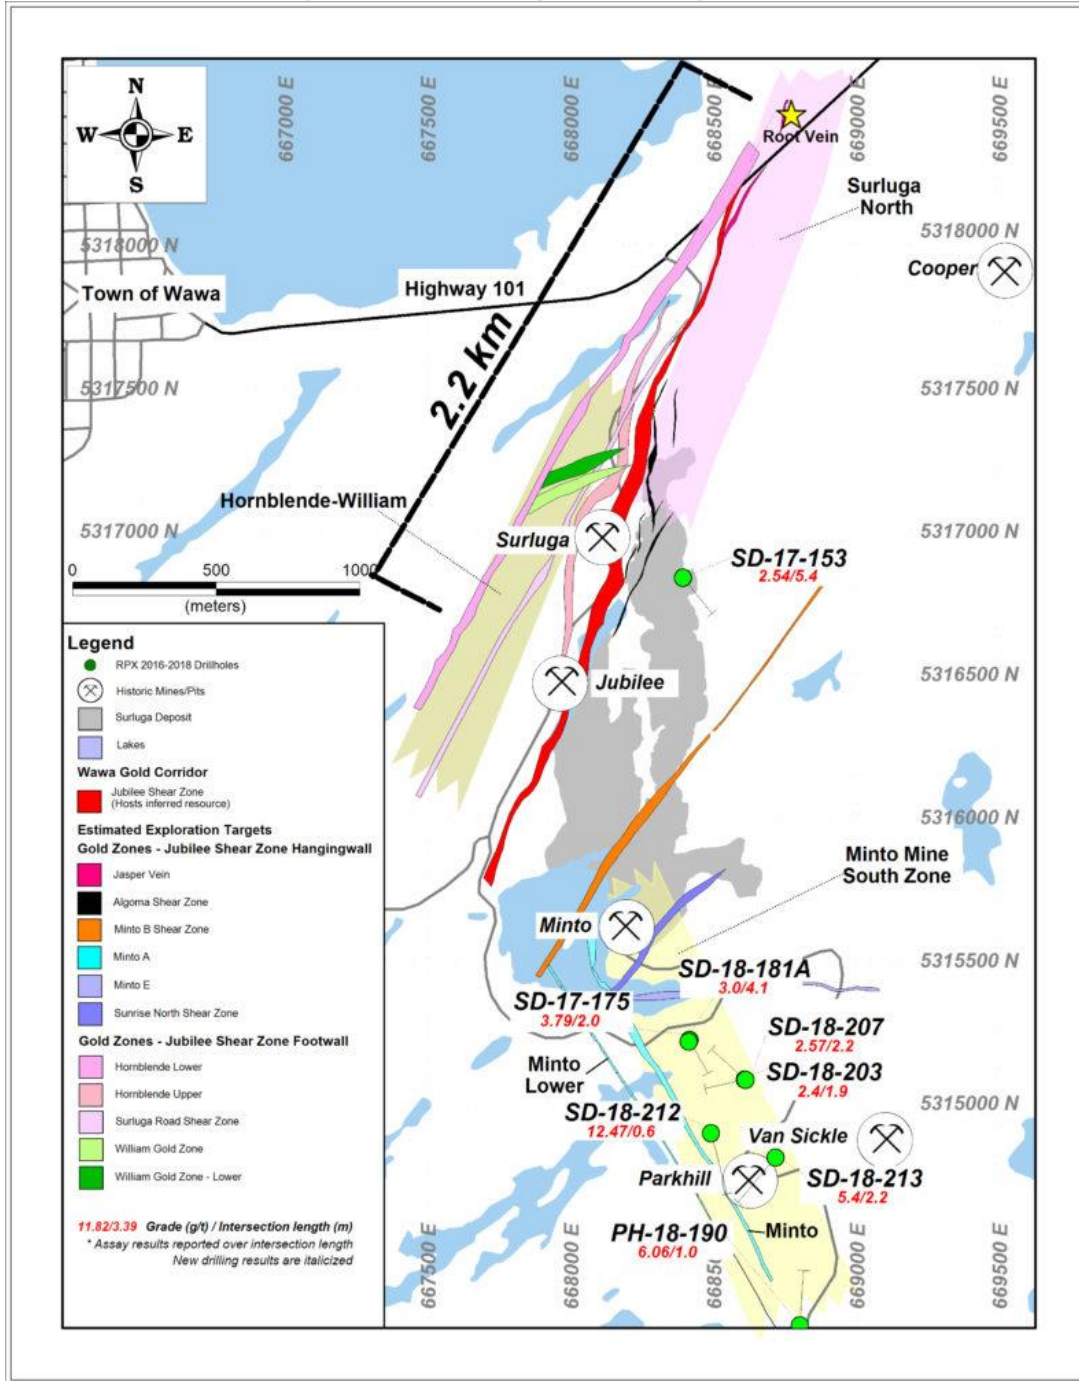 N
W E
S
667000 E
667500 E
668000 E
668500 E
669000 E
669500 E
Root Vein
Surluga
North
5318000 N
5318000 N
Cooper
Town of Wawa
Highway 101
2.2 km
5317500 N
5317500 N
Hornblende-William
5317000 N
5317000 N
Surluga
SD-17-153
2.54/5.4
0 500 1000
(meters)
Legend
RPX 2016-2018 Drillholes
Historic Mines/Pits
Surluga Deposit
Lakes
Wawa Gold Corridor
Jubilee Shear Zone
(Hosts inferred resource)
Estimated Exploration Targets
Gold Zones - Jubilee Shear Zone Hangingwall
Jasper Vein
Algoma Shear Zone
Minto B Shear Zone
Minto A
Minto E
Sunrise North Shear Zone
Gold Zones - Jubilee Shear Zone Footwall
Hornblende Lower
Hornblende Upper
Surluga Road Shear Zone
William Gold Zone
William Gold Zone - Lower
11.82/3.39 Grade (g/t) / Intersection length (m)
* Assay results reported over intersection length
New drilling results are italicized
Jubilee
5316500 N
5316000 N
Minto Mine
South Zone
Minto
5315500 N
SD-18-181A
3.0/4.1
SD-17-175
3.79/2.0
SD-18-207
2.57/2.2
Minto
Lower
SD-18-203
2.4/1.9
5315000 N
SD-18-212
12.47/0.6
Van Sickle
Parkhill
SD-18-213
5.4/2.2
PH-18-190
6.06/1.0
Minto
667500 E
668000 E
66850
669000 E
669500 E